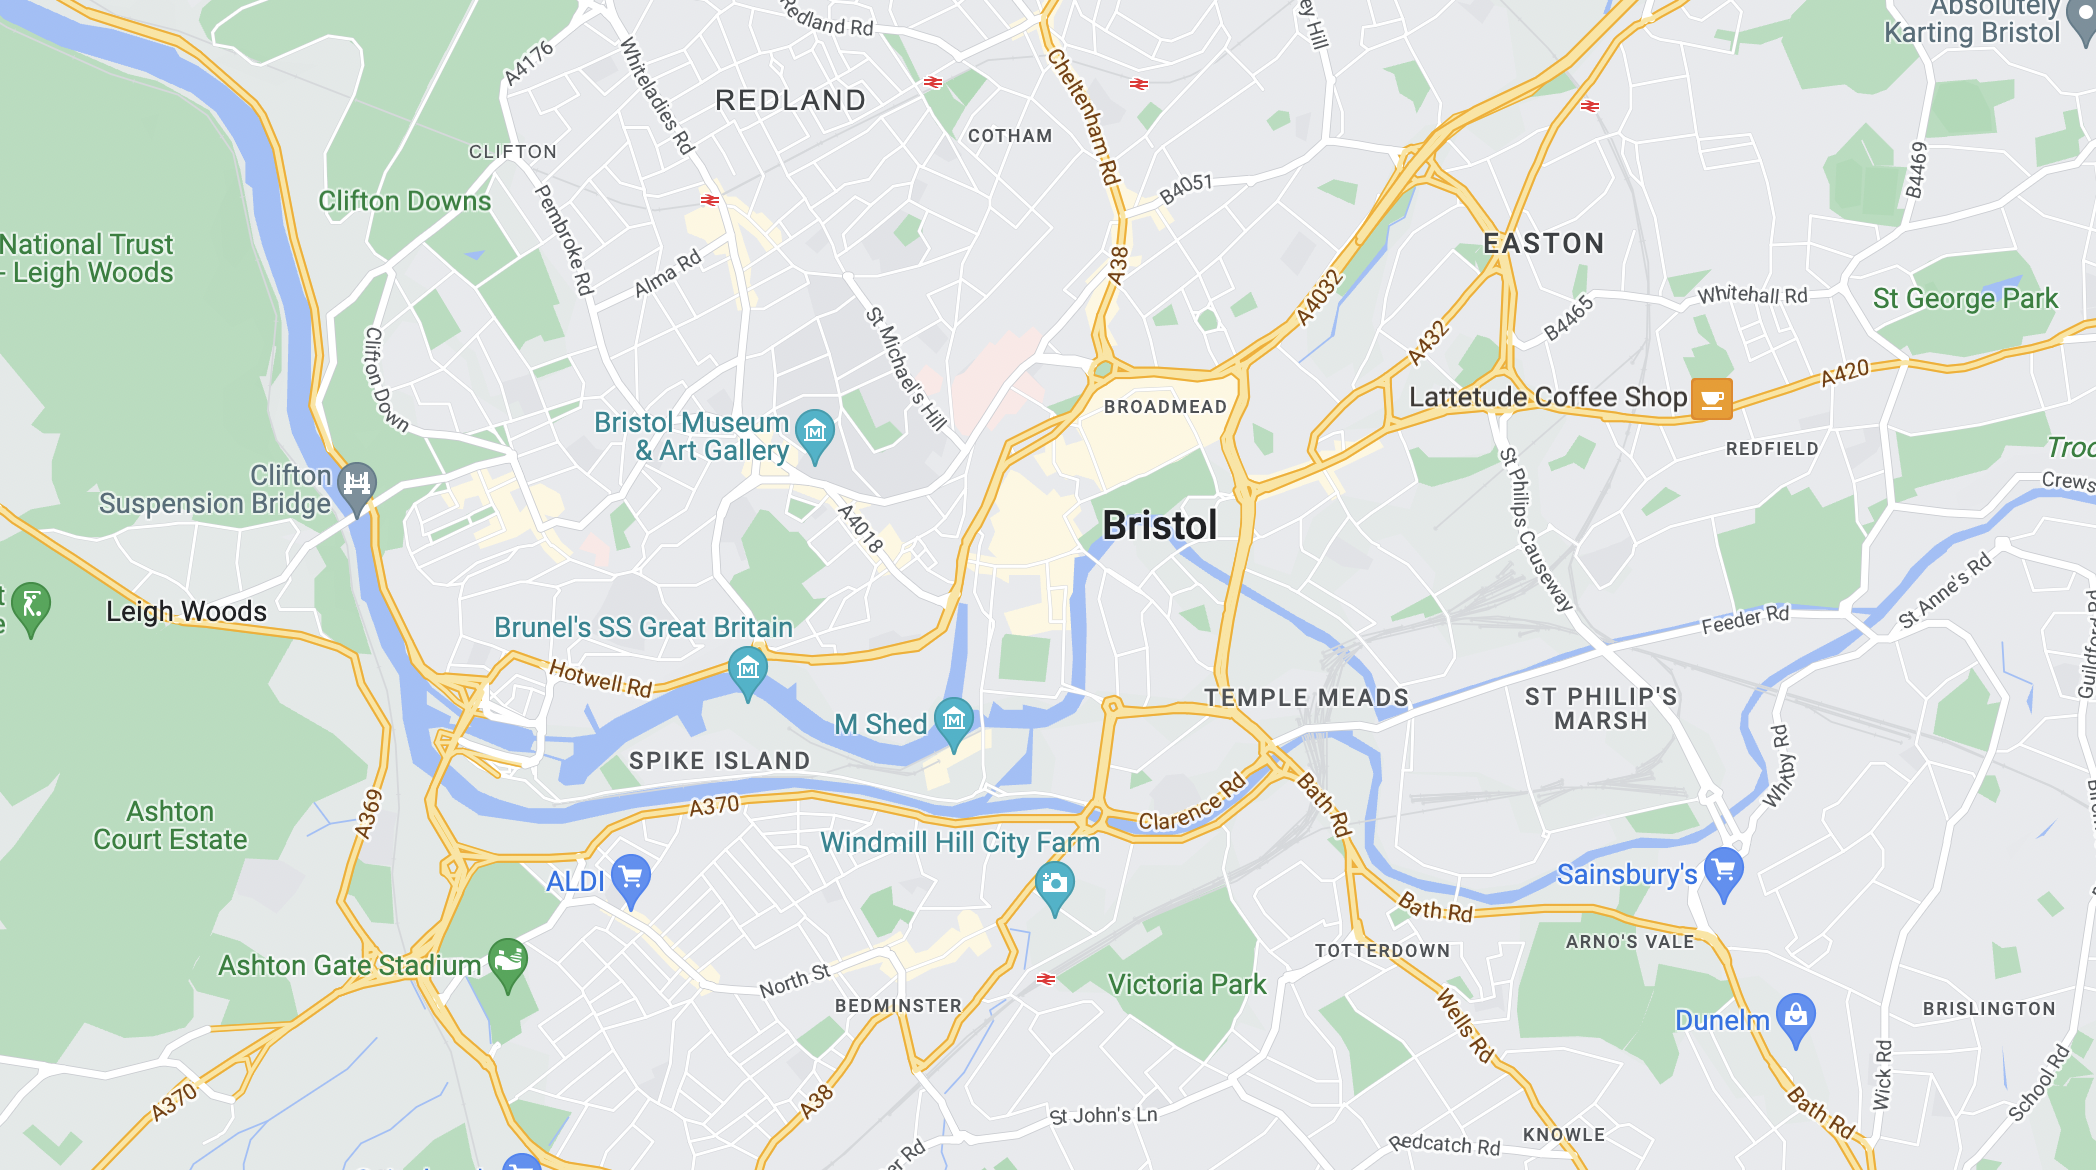 Absolutely
Karting Bristol
Redland Rd
ey Hill
A4176
Whiteladies Rd
REDLAND
Cheltenham Rd
COTHAM
CLIFTON
B4469
B4051
Clifton Downs
Pembroke Rd
National Trust
- Leigh Woods
EASTON
Alma Rd
A38
A4032
Whitehall Rd
St George Park
B4465
St Michael's Hill
A432
Clifton Down
A420
Lattetude Coffee Shop
BROADMEAD
Bristol Museum
& Art Gallery
REDFIELD
Troo
Clifton
Suspension Bridge
Crews
St Philips Causeway
A4018
Bristol
St Anne's Rd
Leigh Woods
Feeder Rd
Brunel's SS Great Britain
Guildford Rd
Hotwell Rd
TEMPLE MEADS
ST PHILIP'S
MARSH
M Shed
SPIKE ISLAND
Whitby Rd
A369
A370
Clarence Rd
Bath Rd
Ashton
Court Estate
Windmill Hill City Farm
ALDI
Sainsbury's
Bath Rd
ARNO'S VALE
TOTTERDOWN
Ashton Gate Stadium
North St
Victoria Park
BEDMINSTER
Wells Rd
BRISLINGTON
Dunelm
Wick Rd
School Rd
A370
A38
St John's Ln
Bath Rd
Redcatch Rd
KNOWLE
er Rd